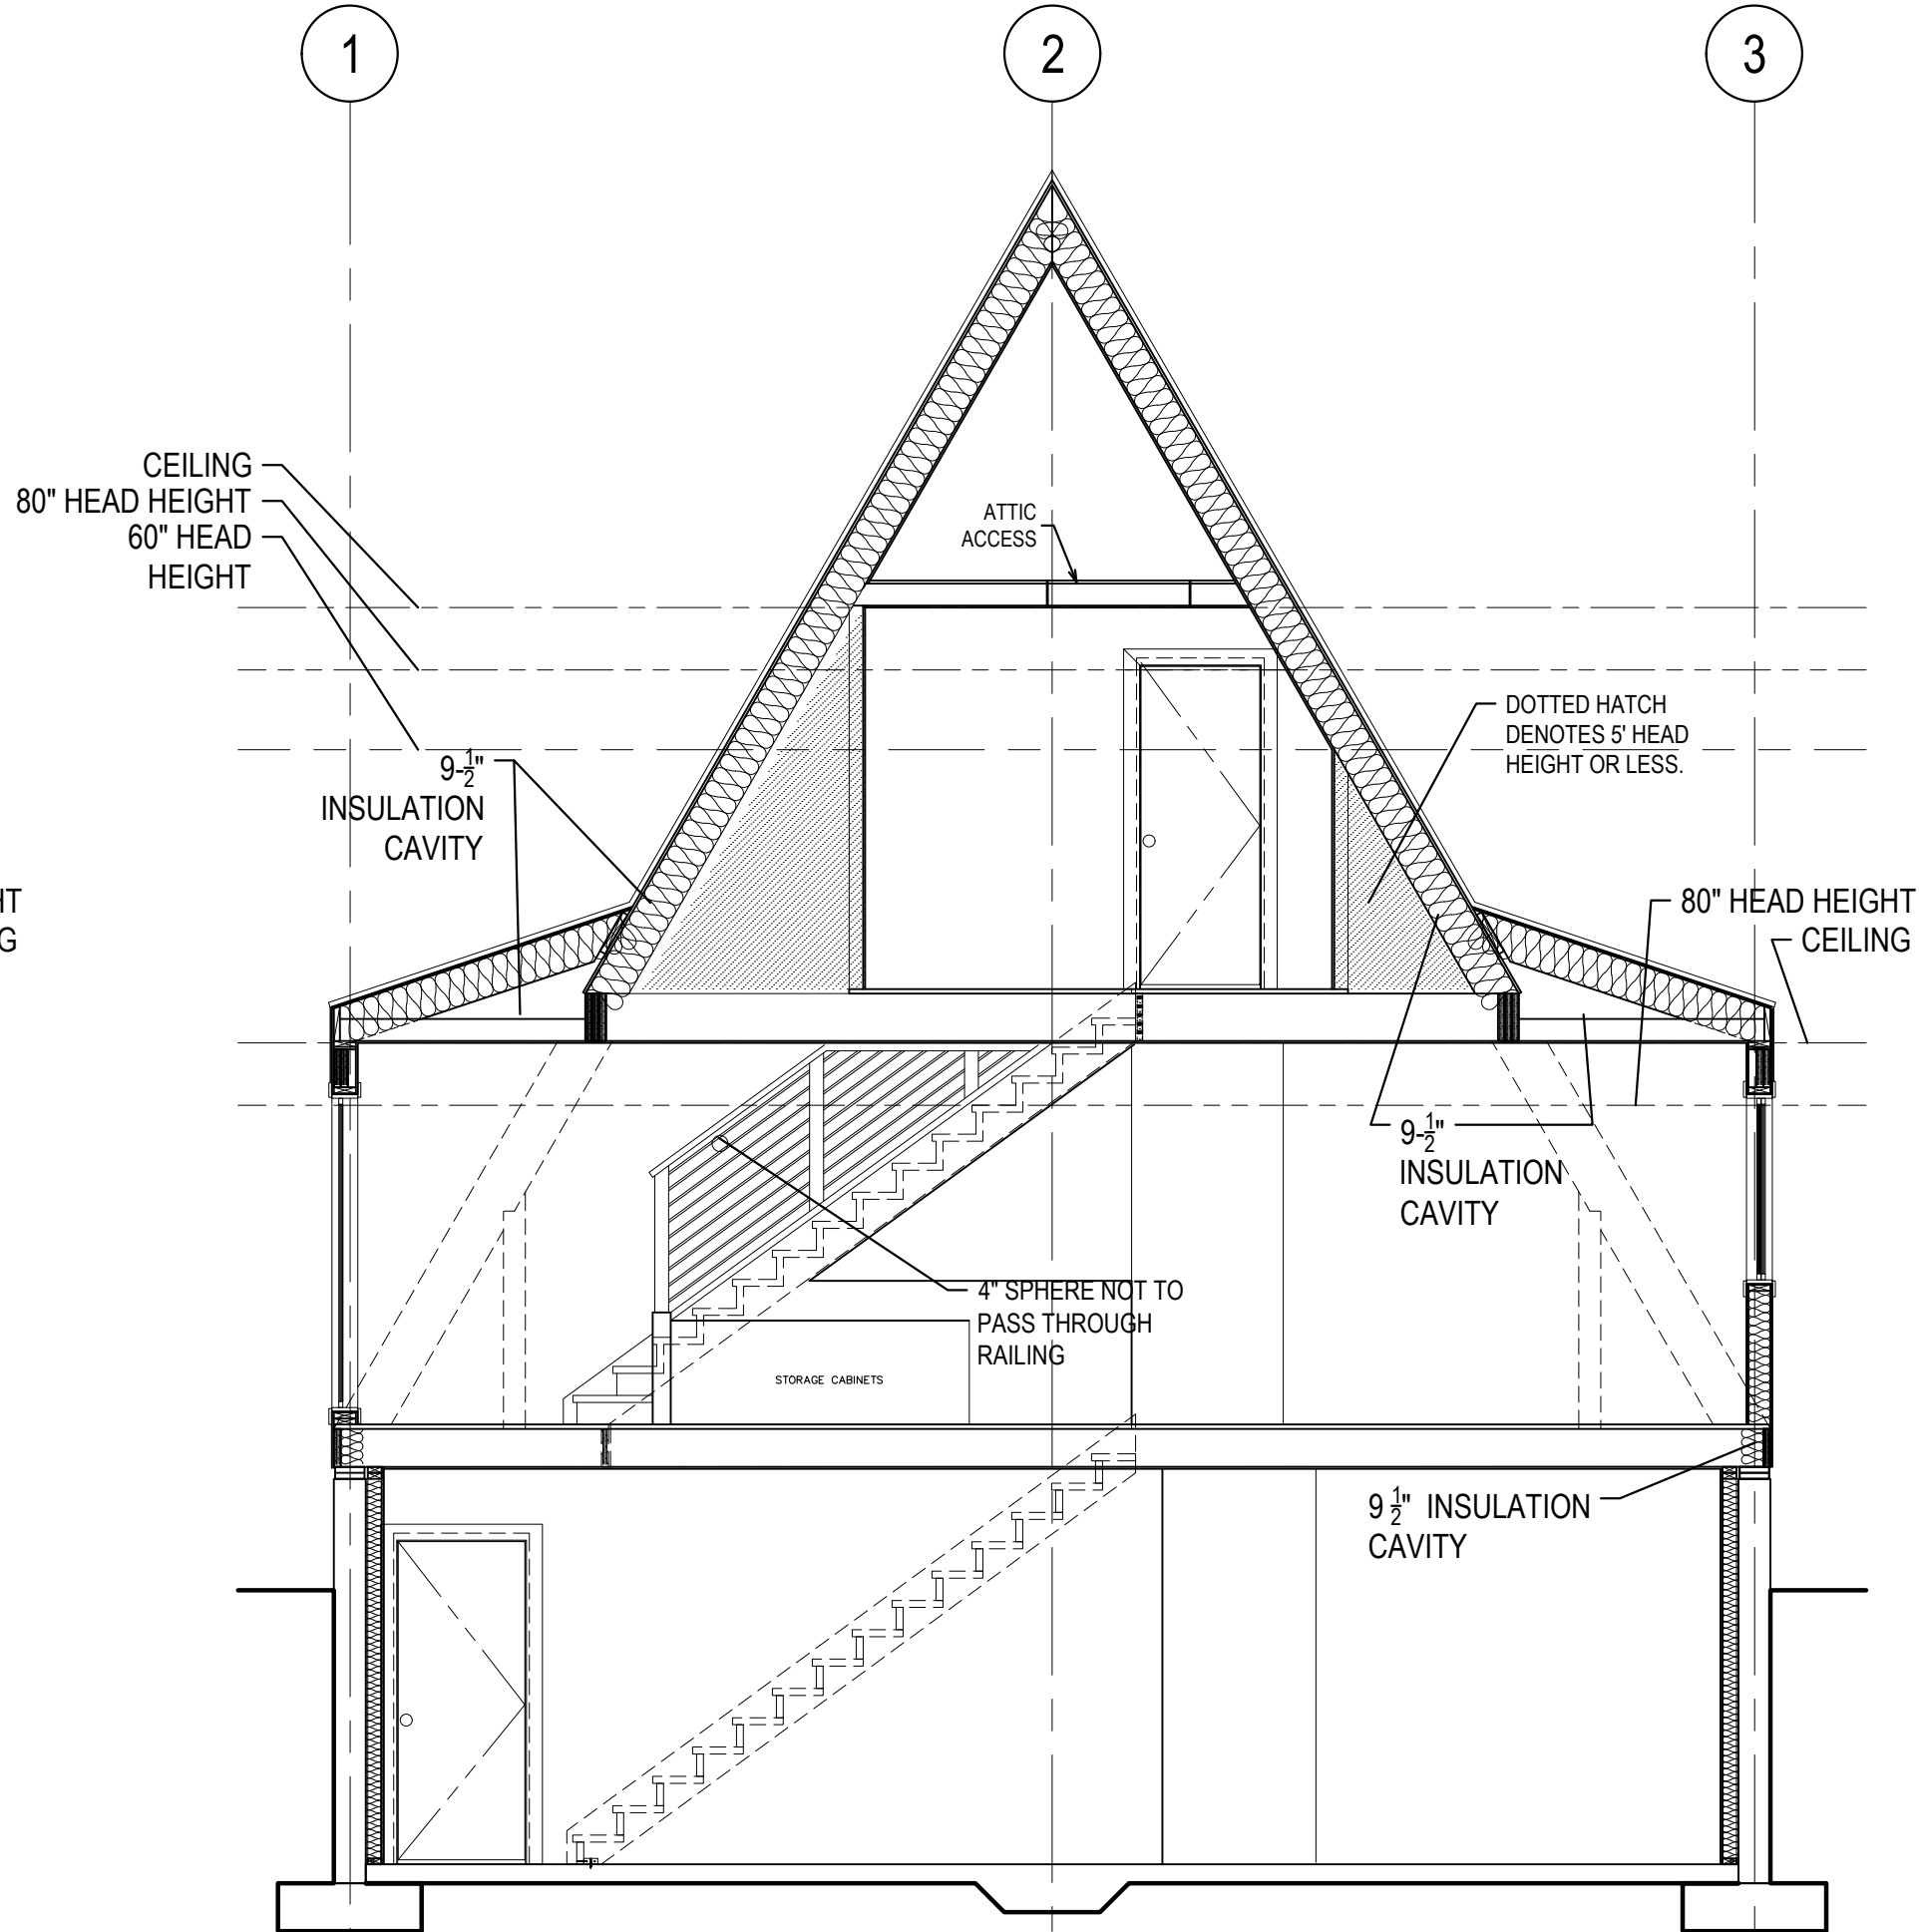 1
2
3
CEILING
80" HEAD HEIGHT
60" HEAD
HEIGHT
ATTIC
ACCESS
DOTTED HATCH
DENOTES 5' HEAD
HEIGHT OR LESS.
9-1/2"
INSULATION
CAVITY
HT
G
80" HEAD HEIGHT
CEILING
9-1/2"
INSULATION
CAVITY
4" SPHERE NOT TO
PASS THROUGH
RAILING
STORAGE CABINETS
9 1/2" INSULATION
CAVITY